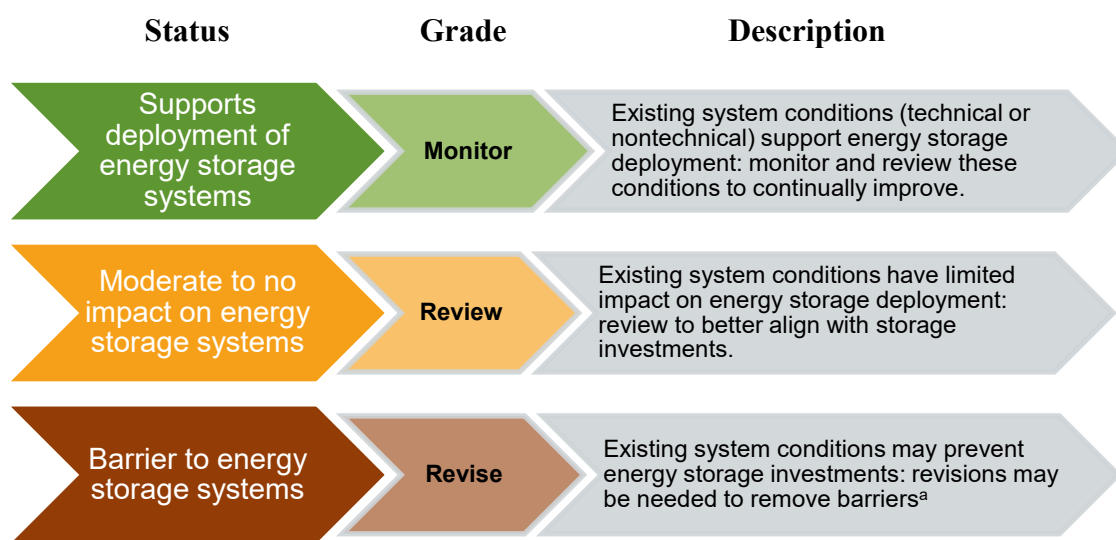 Status Grade Description
Supports
deployment of
energy storage
systems
Monitor
Existing system conditions (technical or
nontechnical) support energy storage
deployment: monitor and review these
conditions to continually improve.
Moderate to no
impact on energy
storage systems
Review
Existing system conditions have limited
impact on energy storage deployment:
review to better align with storage
investments.
Barrier to energy
storage systems
Revise
Existing system conditions may prevent
energy storage investments: revisions may
be needed to remove barriersᵃ